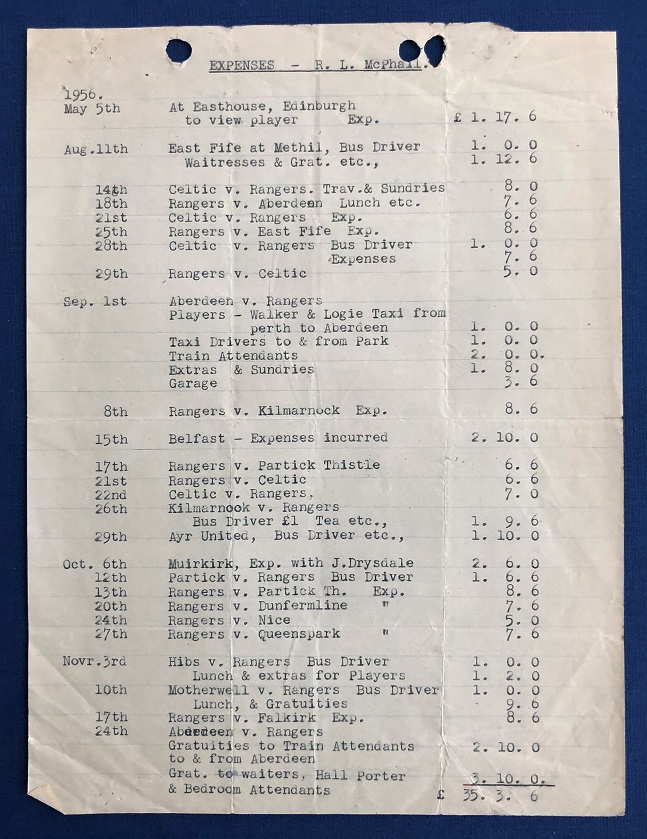 EXPENSES - R. L. McPhail.
1956.
May 5th At Easthouse, Edinburgh
to view player Exp. £ 1. 17. 6
Aug.11th East Fife at Methil, Bus Driver 1. 0. 0
Waitresses & Grat. etc., 1. 12. 6
14th Celtic v. Rangers. Trav.& Sundries 8. 0
18th Rangers v. Aberdeen Lunch etc. 7. 6
21st Celtic v. Rangers Exp. 6. 6
25th Rangers v. East Fife Exp. 8. 6
28th Celtic v. Rangers Bus Driver 1. 0. 0
Expenses 7. 6
29th Rangers v. Celtic 5. 0
Sep. 1st Aberdeen v. Rangers
Players - Walker & Logie Taxi from
perth to Aberdeen 1. 0. 0
Taxi Drivers to & from Park 1. 0. 0
Train Attendants 2. 0. 0.
Extras & Sundries 1. 8. 0
Garage 3. 6
8th Rangers v. Kilmarnock Exp. 8. 6
15th Belfast - Expenses incurred 2. 10. 0
17th Rangers v. Partick Thistle 6. 6
21st Rangers v. Celtic 6. 6
22nd Celtic v. Rangers, 7. 0
26th Kilmarnook v. Rangers
Bus Driver £1 Tea etc., 1. 9. 6
29th Ayr United, Bus Driver etc., 1. 10. 0
Oct. 6th Muirkirk, Exp. with J.Drysdale 2. 6. 0
12th Partick v. Rangers Bus Driver 1. 6. 6
13th Rangers v. Partick Th. Exp. 8. 6
20th Rangers v. Dunfermline " 7. 6
24th Rangers v. Nice 5. 0
27th Rangers v. Queenspark " 7. 6
Novr.3rd Hibs v. Rangers Bus Driver 1. 0. 0
Lunch & extras for Players 1. 2. 0
10th Motherwell v. Rangers Bus Driver 1. 0. 0
Lunch, & Gratuities 9. 6
17th Rangers v. Falkirk Exp. 8. 6
24th Aberdeen v. Rangers
Gratuities to Train Attendants 2. 10. 0
to & from Aberdeen
Grat. to waiters, Hall Porter 3. 10. 0.
& Bedroom Attendants £ 35. 3. 6